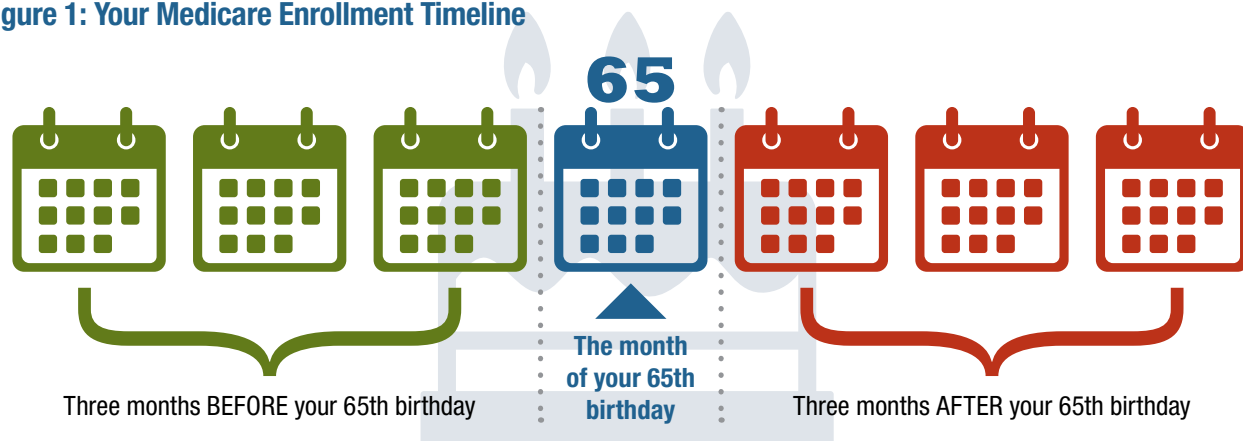 gure 1: Your Medicare Enrollment Timeline
65
The month
of your 65th
birthday
Three months BEFORE your 65th birthday
Three months AFTER your 65th birthday